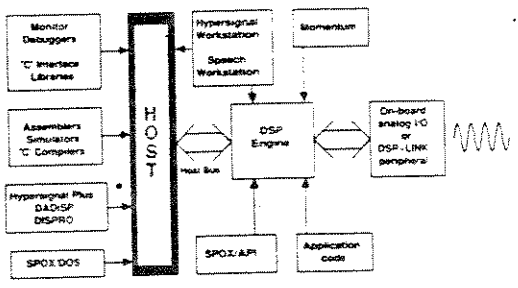 Monitor
Debuggers
"C" Interface
Libraries
Assemblers
Simulators
"C" Compilers
Hypersignal Plus
DADiSP
DISPRO
SPOX/DOS
HOST
Hypersignal
Workstation
Speech
Workstation
Momentum
Host Bus
DSP
Engine
On-board
analog I/O
or
DSP-LINK
peripheral
SPOX/API
Application
code